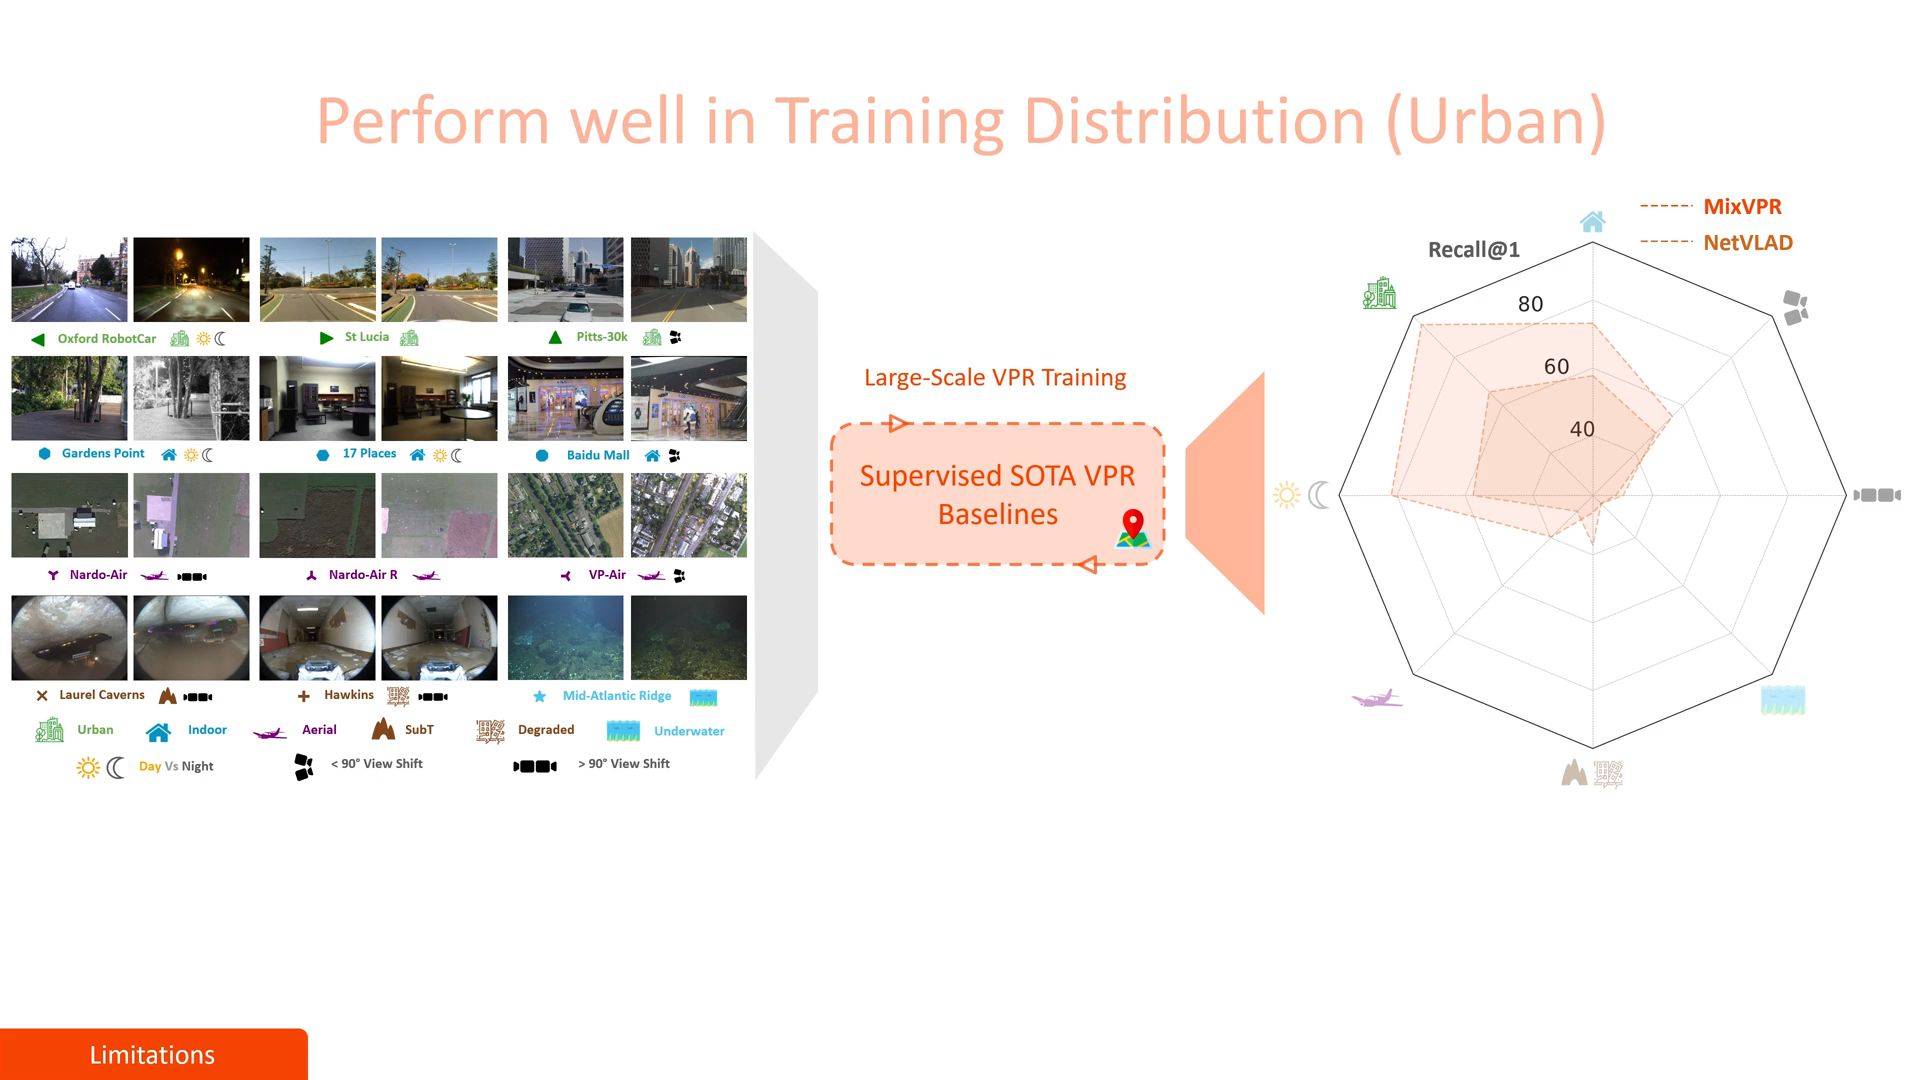 Perform well in Training Distribution (Urban)
Oxford RobotCar
St Lucia
Pitts-30k
Gardens Point
17 Places
Baidu Mall
Nardo-Air
Nardo-Air R
VP-Air
Laurel Caverns
Hawkins
Mid-Atlantic Ridge
Urban
Indoor
Aerial
SubT
Degraded
Underwater
Day Vs Night
< 90° View Shift
> 90° View Shift
Large-Scale VPR Training
Supervised SOTA VPR
Baselines
MixVPR
NetVLAD
Recall@1
80
60
40
Limitations